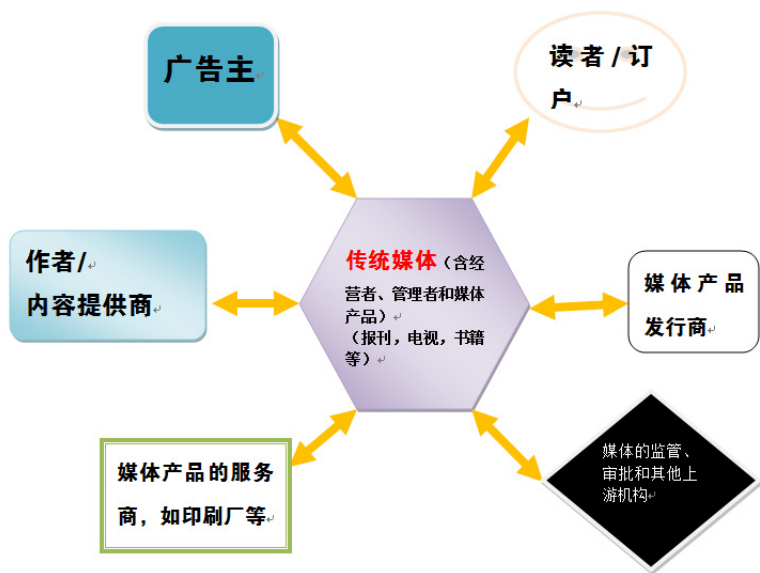 广告主
读者/订
户
作者/
内容提供商
传统媒体（含经
营者、管理者和媒体
产品）
（报刊，电视，书籍
等）
媒体产品
发行商
媒体产品的服务
商，如印刷厂等
媒体的监管、
审批和其他上
游机构